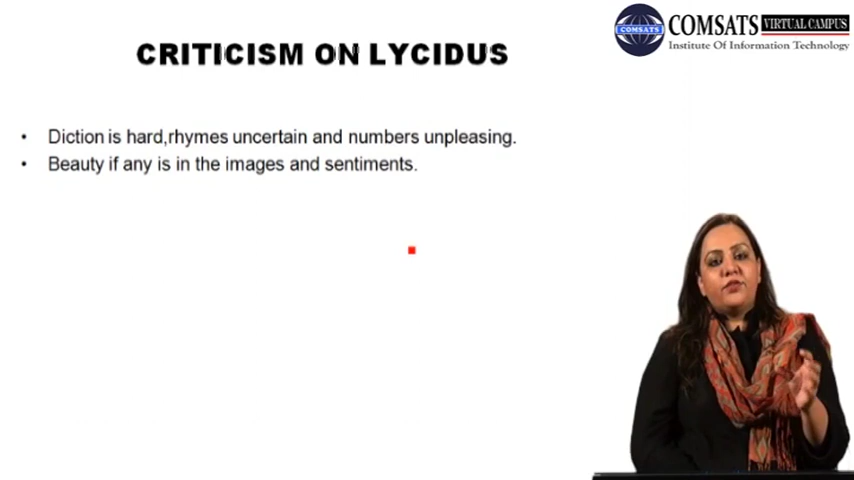 COMSATS VIRTUAL CAMPUS
Institute Of Information Technology
COMSATS
CRITICISM ON LYCIDUS
• Diction is hard,rhymes uncertain and numbers unpleasing.
• Beauty if any is in the images and sentiments.